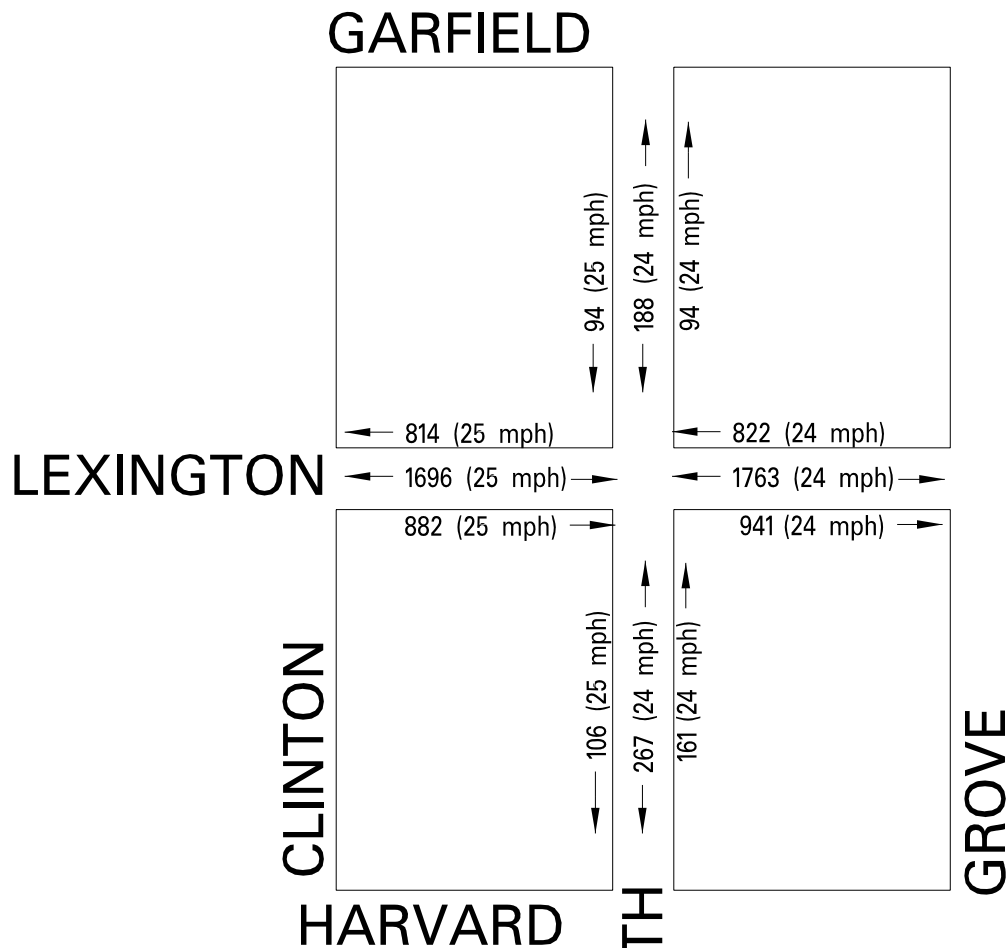 GARFIELD
94 (25 mph)
188 (24 mph)
94 (24 mph)
814 (25 mph)
822 (24 mph)
LEXINGTON
1696 (25 mph)
1763 (24 mph)
882 (25 mph)
941 (24 mph)
CLINTON
106 (25 mph)
267 (24 mph)
161 (24 mph)
GROVE
HARVARD
TH